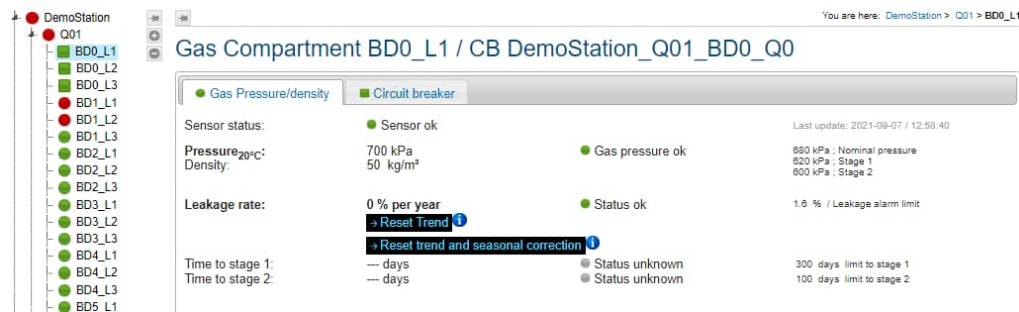 DemoStation
Q01
BD0_L1
BD0_L2
BD0_L3
BD1_L1
BD1_L2
BD1_L3
BD2_L1
BD2_L2
BD2_L3
BD3_L1
BD3_L2
BD3_L3
BD4_L1
BD4_L2
BD4_L3
BD5_L1
You are here: DemoStation > Q01 > BD0_L1
Gas Compartment BD0_L1 / CB DemoStation_Q01_BD0_Q0
Gas Pressure/density Circuit breaker
Sensor status: Sensor ok Last update: 2021-09-07 / 12:58:40
Pressure20°C: 700 kPa Gas pressure ok 680 kPa ; Nominal pressure
Density: 50 kg/m³ 620 kPa ; Stage 1
600 kPa ; Stage 2
Leakage rate: 0 % per year Status ok 1.6 % / Leakage alarm limit
→ Reset Trend
→ Reset trend and seasonal correction
Time to stage 1: --- days Status unknown 300 days limit to stage 1
Time to stage 2: --- days Status unknown 100 days limit to stage 2